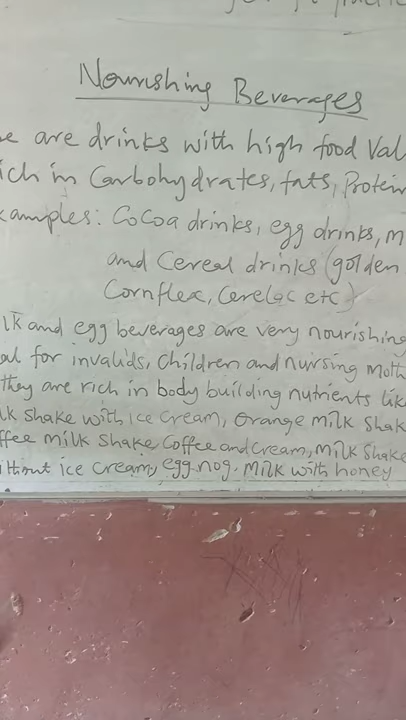 Nourishing Beverages
e are drinks with high food Val
ich in Carbohydrates, fats, Protein
xamples: Cocoa drinks, egg drinks, m
and Cereal drinks (golden
Cornflex, Cerelac etc)
lk and egg beverages are very nourishing
al for invalids, children and nursing moth
they are rich in body building nutrients lik
lk shake with ice cream, Orange milk shak
ffee milk shake, Coffee and cream, milk shake
ithout ice cream, egg nog. Milk with honey